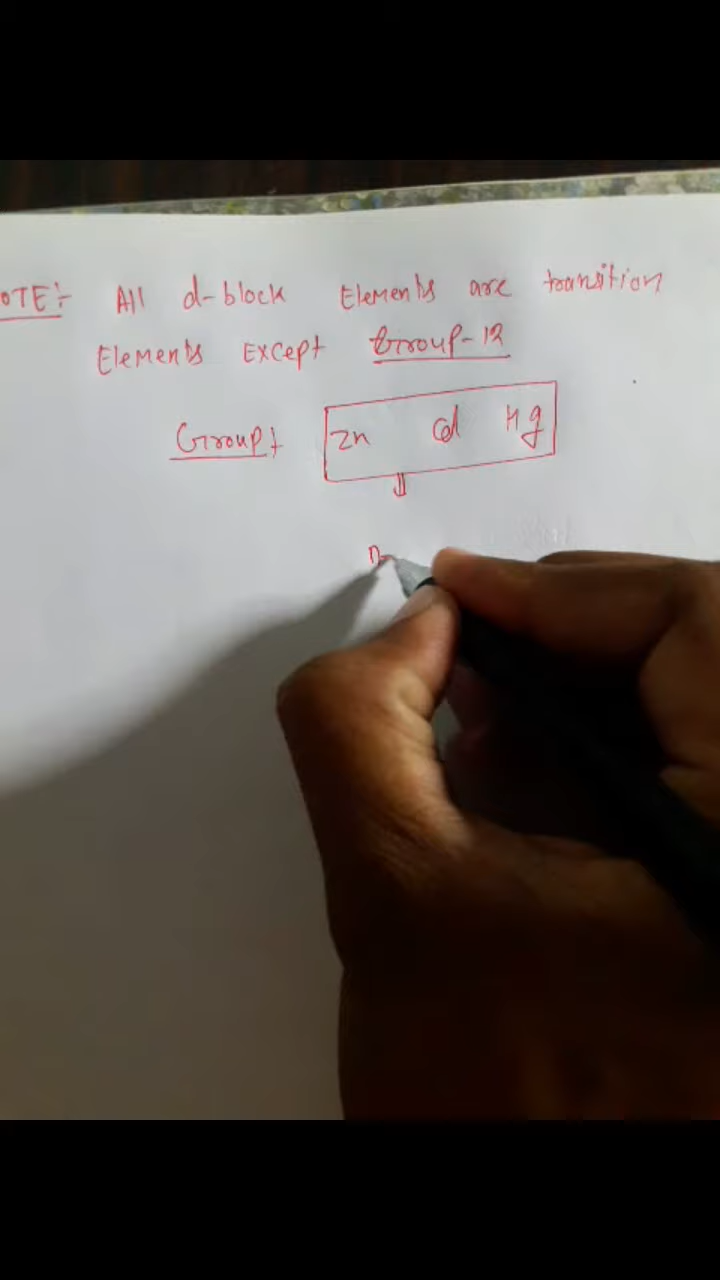 OTE:- All d-block Elements are transition
Elements Except Group-12
Group Zn Cd Hg
n